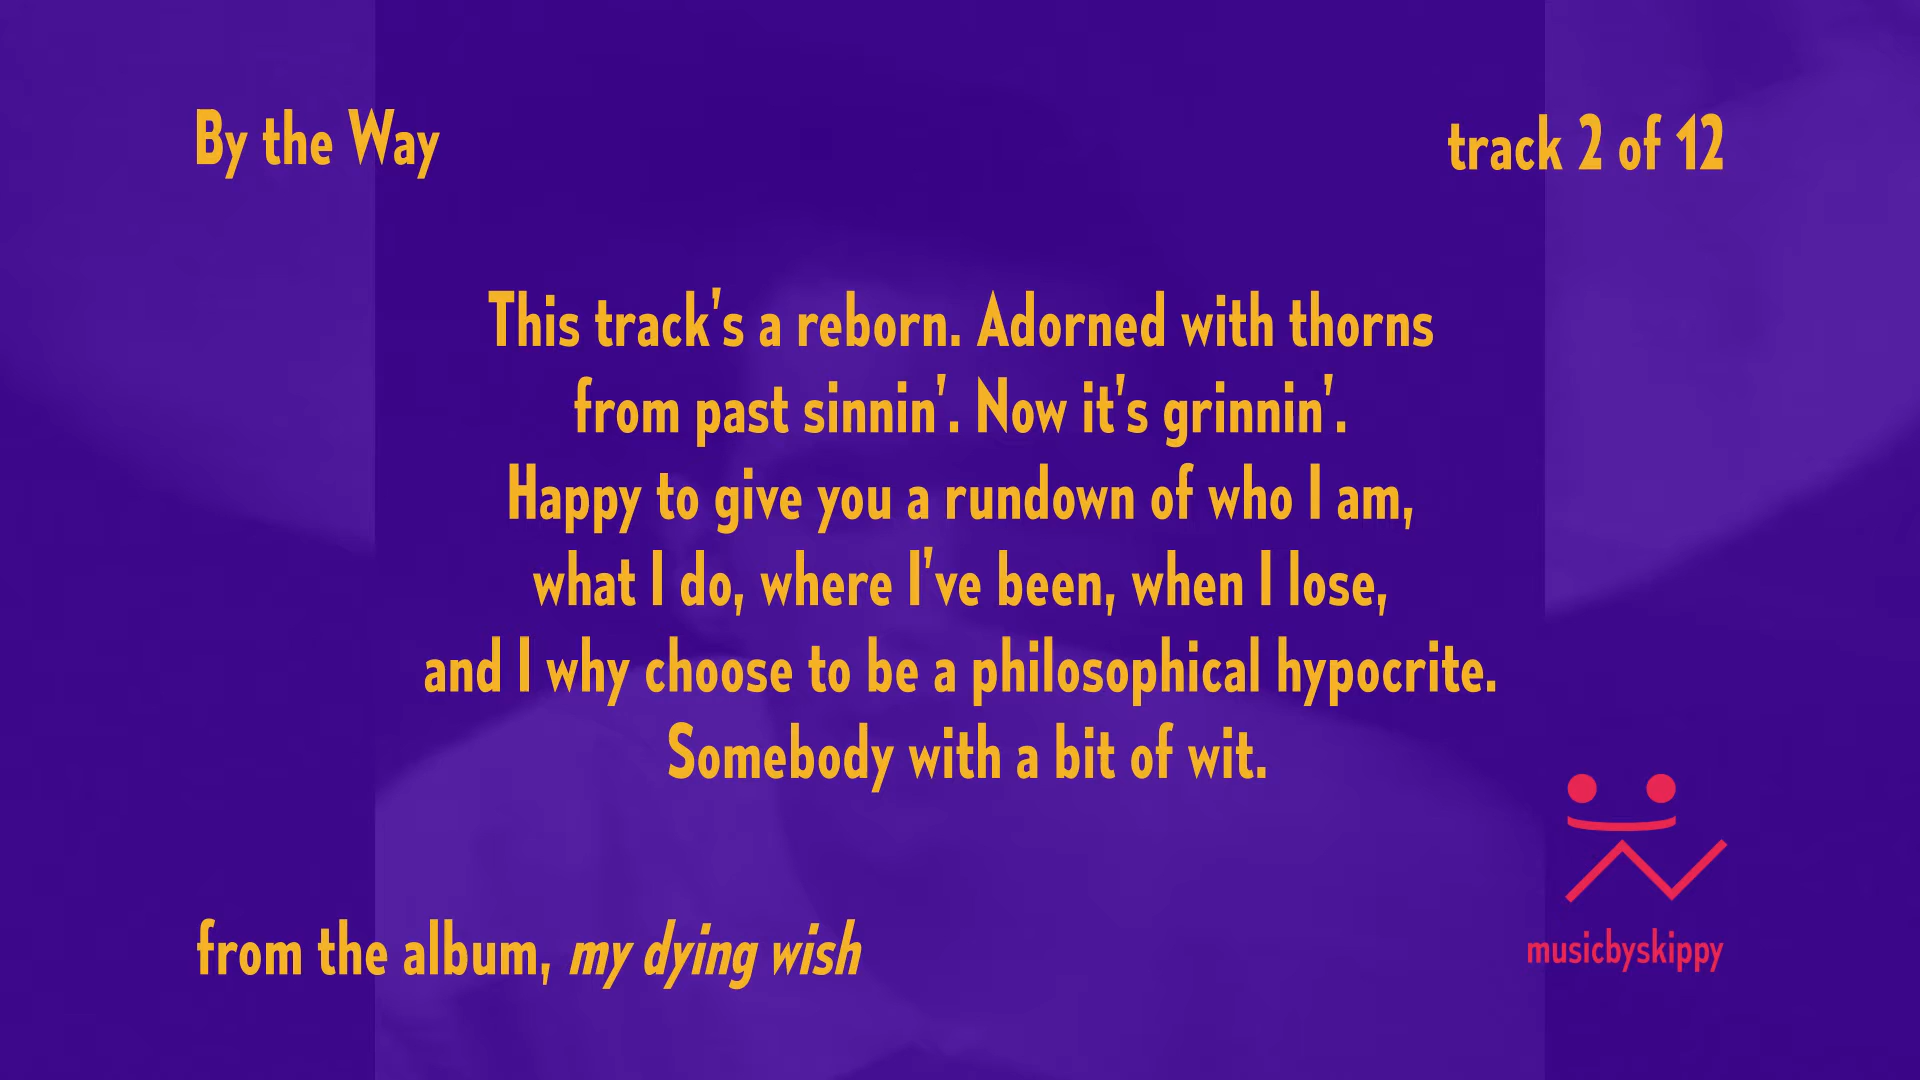 By the Way
track 2 of 12
This track's a reborn. Adorned with thorns
from past sinnin'. Now it's grinnin'.
Happy to give you a rundown of who I am,
what I do, where I've been, when I lose,
and I why choose to be a philosophical hypocrite.
Somebody with a bit of wit.
from the album, my dying wish
musicbyskippy